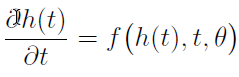 ∂h(t)/∂t = f(h(t), t, θ)